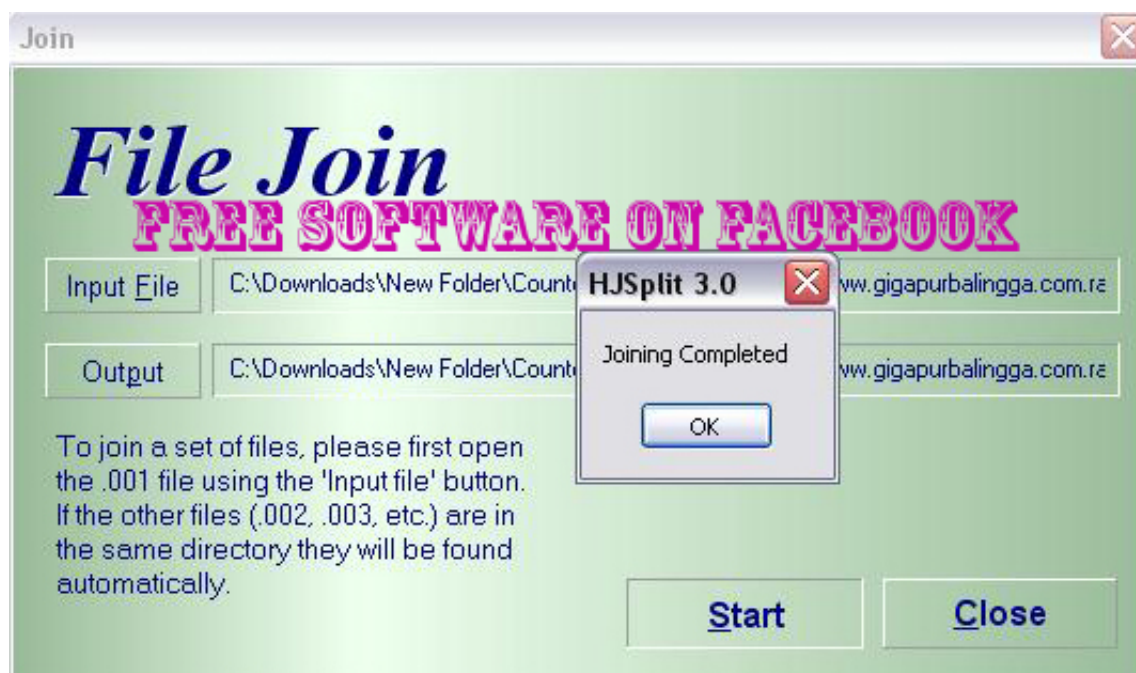 Join
File Join
FREE SOFTWARE ON FACEBOOK
Input File
C:\Downloads\New Folder\Counte
ww.gigapurbalingga.com.ra
HJSplit 3.0
Joining Completed
OK
Output
C:\Downloads\New Folder\Counte
ww.gigapurbalingga.com.ra
To join a set of files, please first open
the .001 file using the 'Input file' button.
If the other files (.002, .003, etc.) are in
the same directory they will be found
automatically.
Start
Close